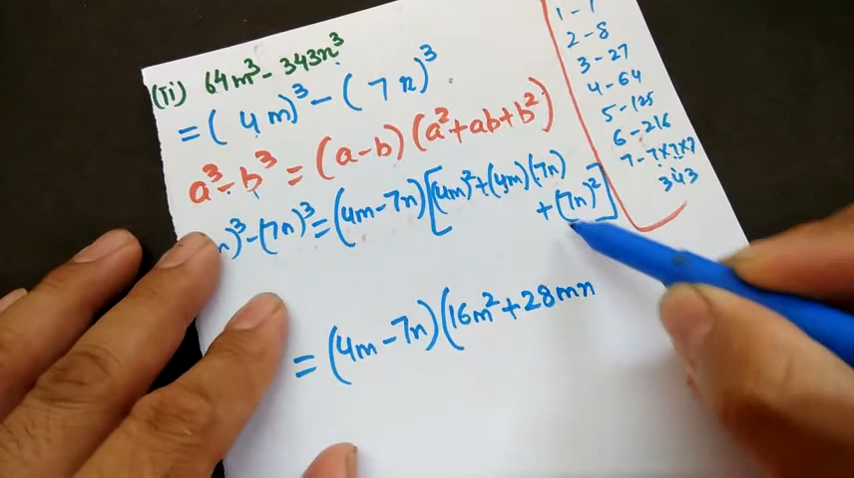 (ii) 64m³ - 343n³
= (4m)³ - (7n)³
a³ - b³ = (a-b) (a²+ab+b²)
)³ - (7n)³ = (4m - 7n) [(4m)² + (4m)(7n)
+ (7n)²]
= (4m - 7n) (16m² + 28mn
1 - 1
2 - 8
3 - 27
4 - 64
5 - 125
6 - 216
7 - 7×7×7
343